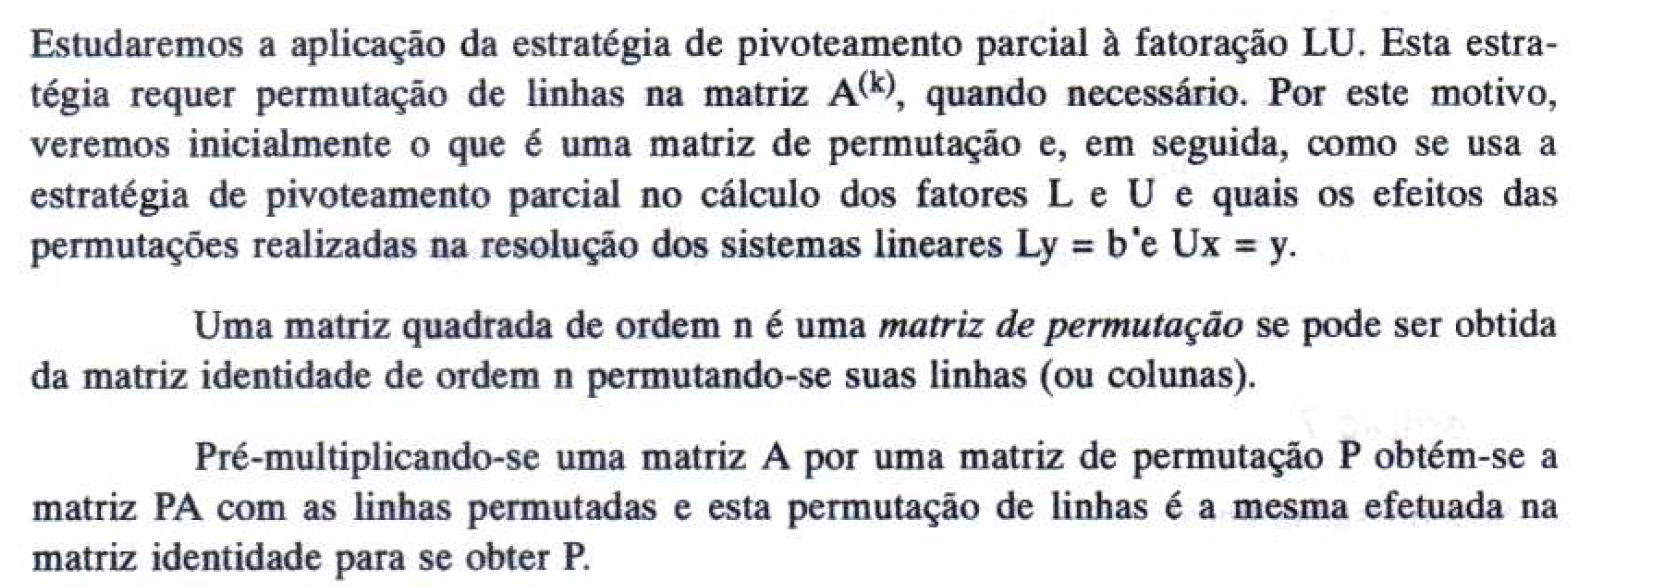 Estudaremos a aplicação da estratégia de pivoteamento parcial à fatoração LU. Esta estra-
tégia requer permutação de linhas na matriz A⁽ᵏ⁾, quando necessário. Por este motivo,
veremos inicialmente o que é uma matriz de permutação e, em seguida, como se usa a
estratégia de pivoteamento parcial no cálculo dos fatores L e U e quais os efeitos das
permutações realizadas na resolução dos sistemas lineares Ly = b e Ux = y.
Uma matriz quadrada de ordem n é uma matriz de permutação se pode ser obtida
da matriz identidade de ordem n permutando-se suas linhas (ou colunas).
Pré-multiplicando-se uma matriz A por uma matriz de permutação P obtém-se a
matriz PA com as linhas permutadas e esta permutação de linhas é a mesma efetuada na
matriz identidade para se obter P.